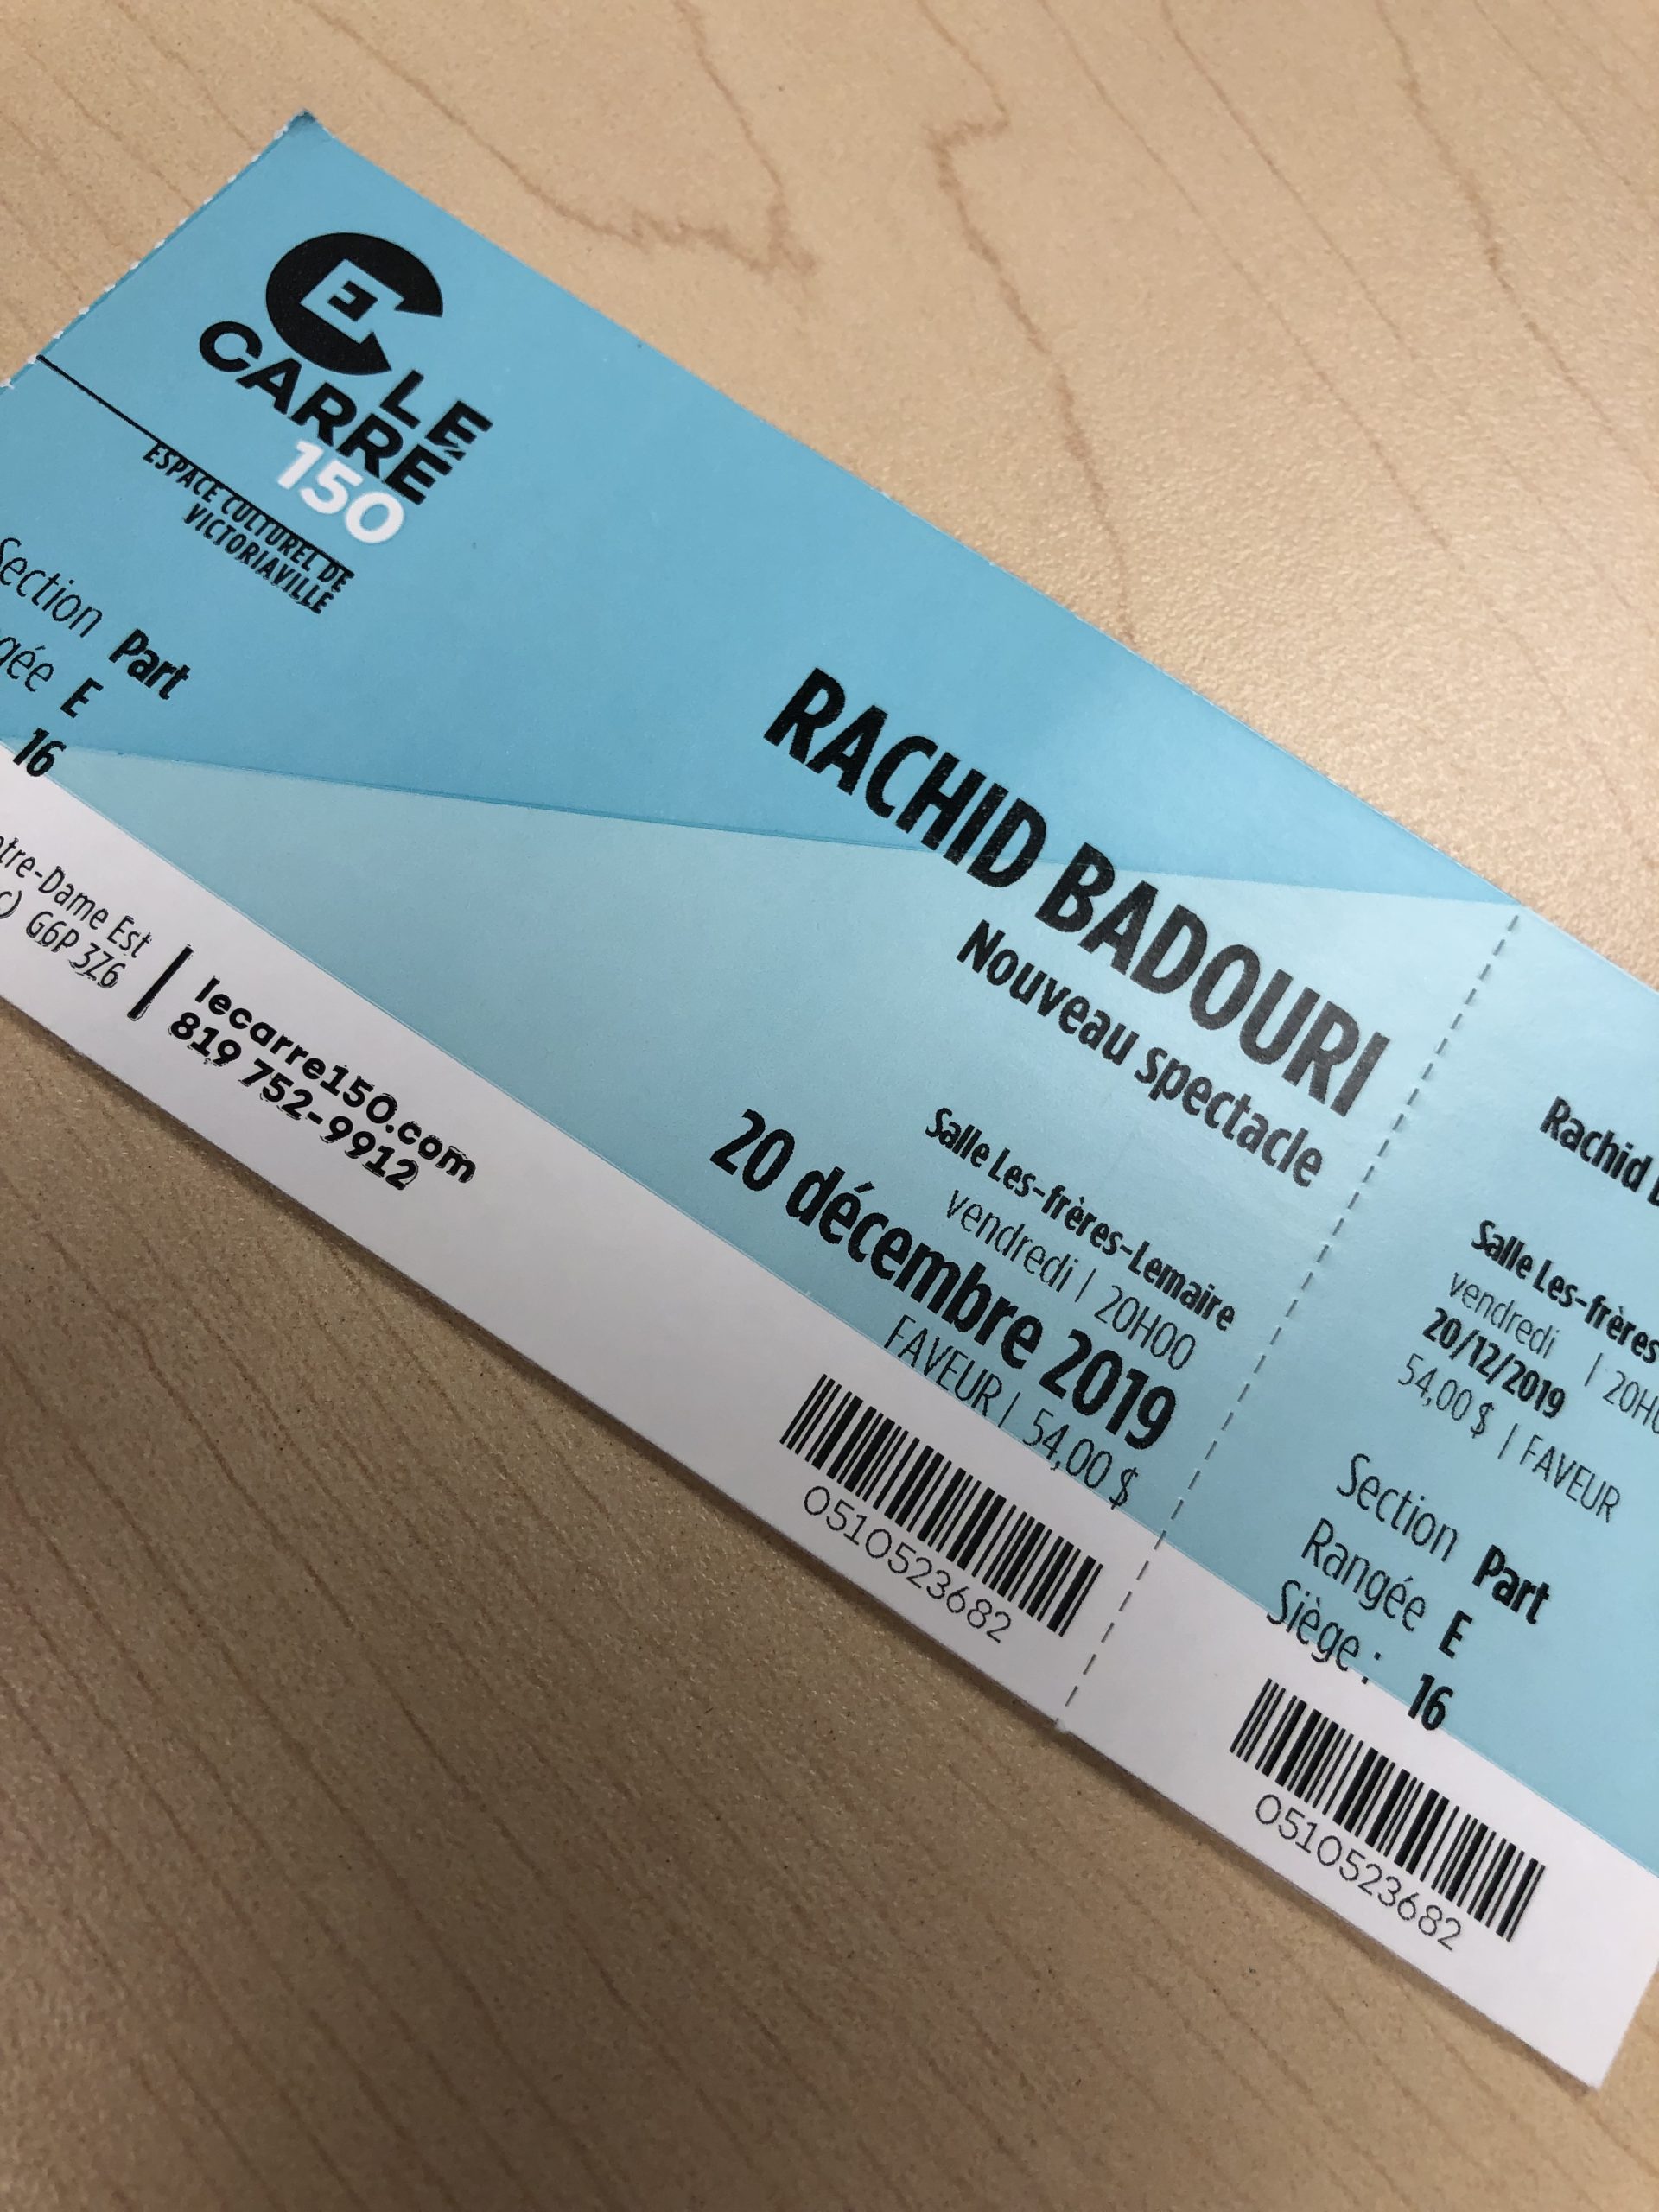 LE
CARRÉ
150
ESPACE CULTUREL DE
VICTORIAVILLE
Section Part
E
16
Dame Est
G6P 3Z6
lecarre150.com
819 752-9912
RACHID BADOURI
Nouveau spectacle
Salle Les-frères-Lemaire
vendredi | 20H00
20 décembre 2019
FAVEUR | 54,00 $
0510523682
Rachid
Salle Les-frères
vendredi | 20H
20/12/2019
54,00 $ | FAVEUR
Section Part
Rangée E
Siège : 16
0510523682